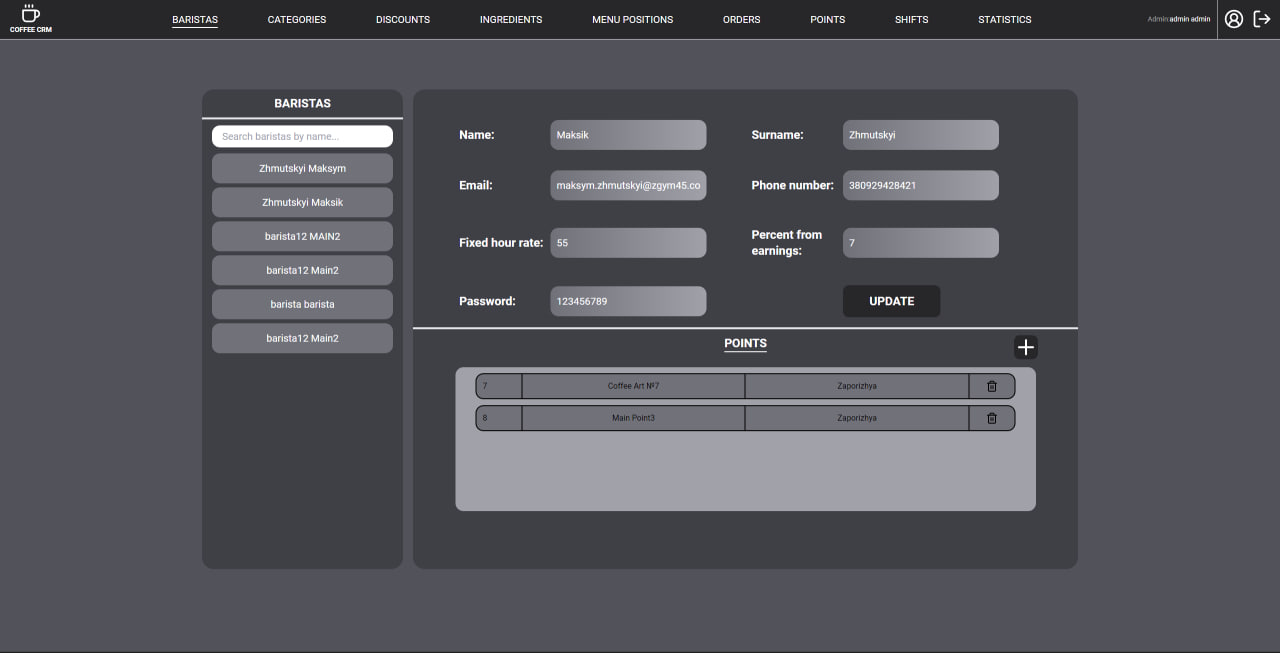 COFFEE CRM
BARISTAS CATEGORIES DISCOUNTS INGREDIENTS MENU POSITIONS ORDERS POINTS SHIFTS STATISTICS
Admin:admin admin
BARISTAS
Search baristas by name...
Zhmutskyi Maksym
Zhmutskyi Maksik
barista12 MAIN2
barista12 Main2
barista barista
barista12 Main2
Name: Maksik Surname: Zhmutskyi
Email: maksym.zhmutskyi@zgym45.co Phone number: 380929428421
Fixed hour rate: 55 Percent from
earnings: 7
Password: 123456789 UPDATE
POINTS
7 Coffee Art №7 Zaporizhya
8 Main Point3 Zaporizhya